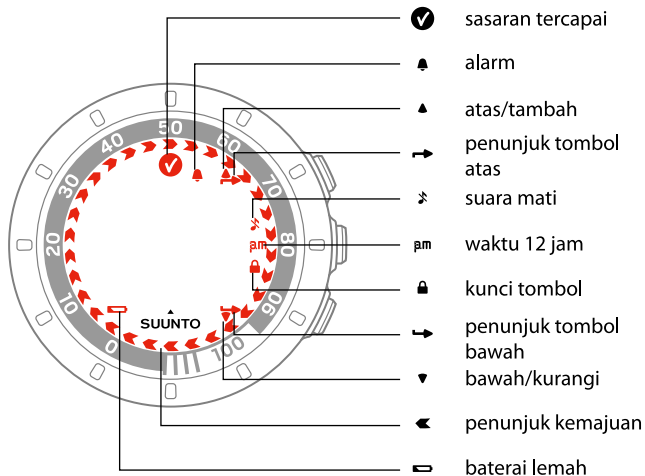 sasaran tercapai
alarm
atas/tambah
penunjuk tombol
atas
suara mati
pm waktu 12 jam
kunci tombol
penunjuk tombol
bawah
bawah/kurangi
penunjuk kemajuan
baterai lemah
0
10
20
30
40
50
60
70
80
90
100
pm
SUUNTO